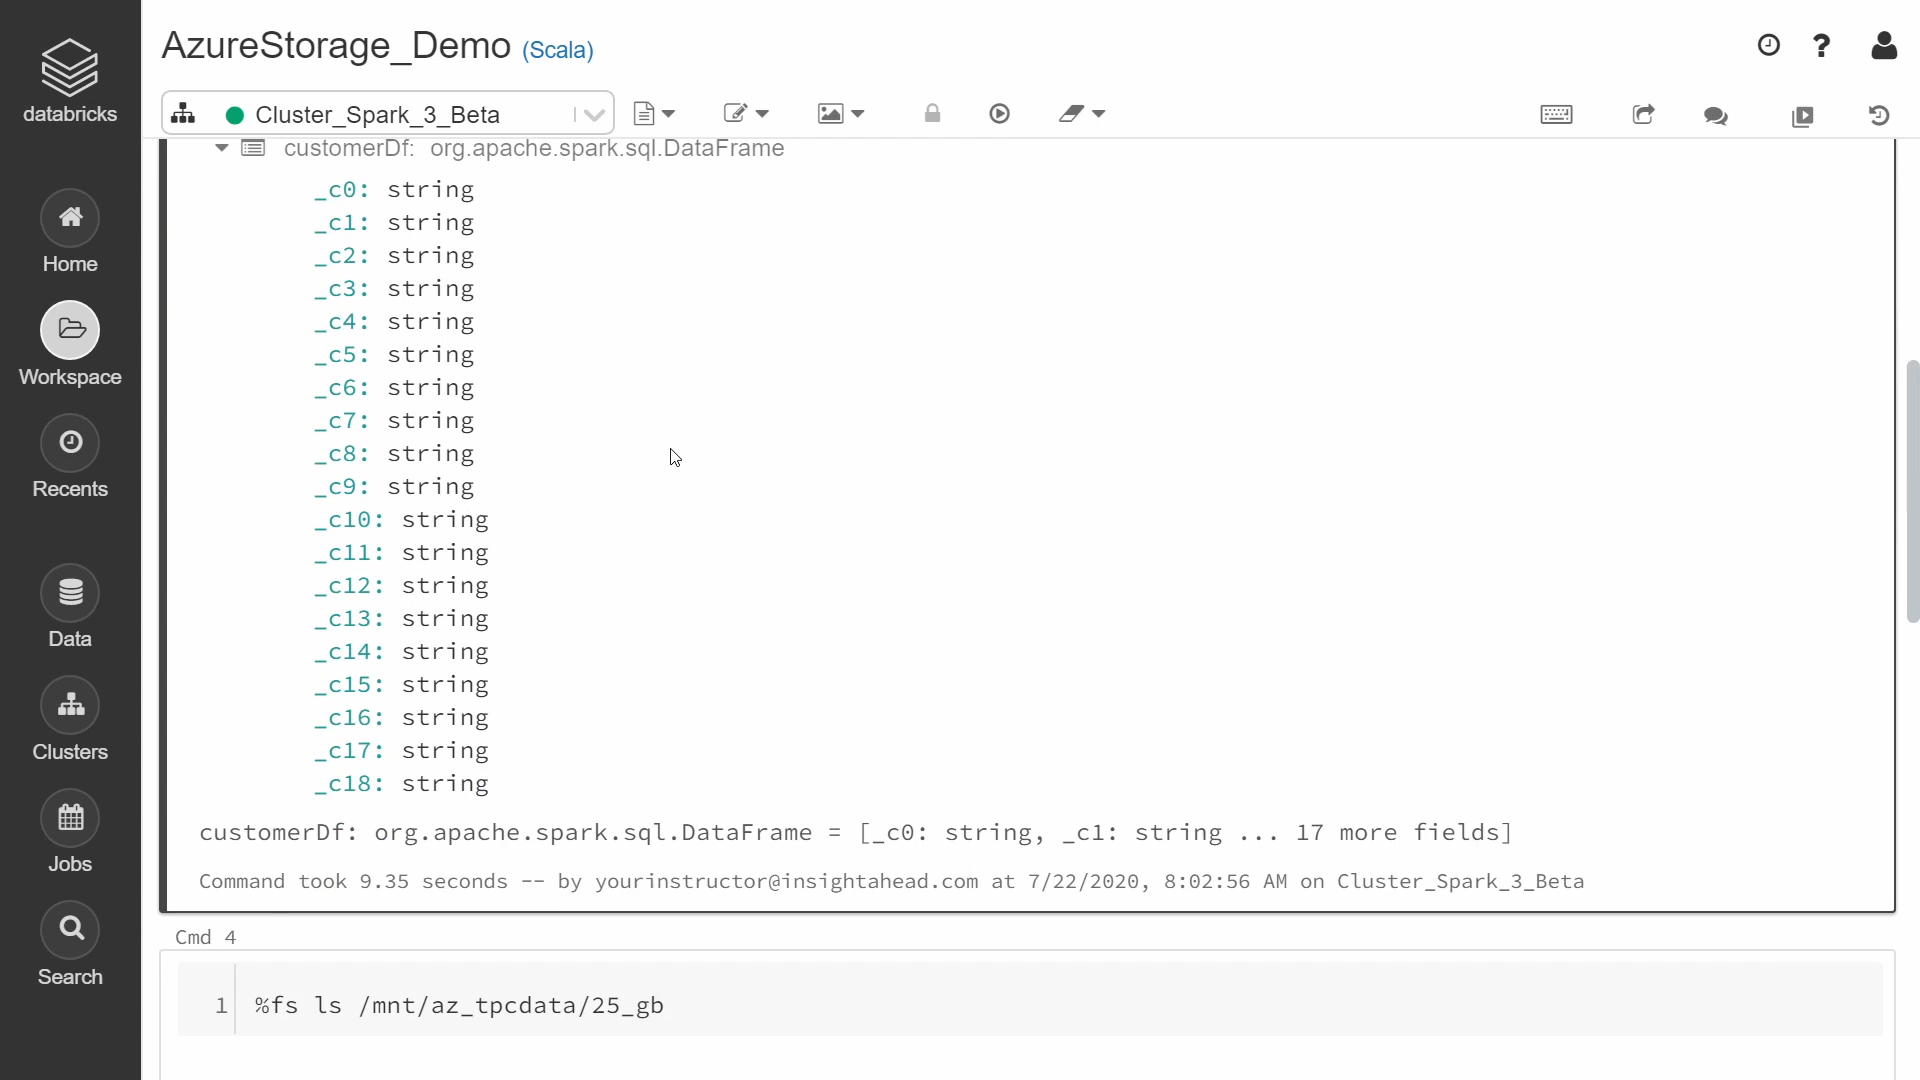 databricks
Home
Workspace
Recents
Data
Clusters
Jobs
Search
AzureStorage_Demo (Scala)
Cluster_Spark_3_Beta
customerDf: org.apache.spark.sql.DataFrame
_c0: string
_c1: string
_c2: string
_c3: string
_c4: string
_c5: string
_c6: string
_c7: string
_c8: string
_c9: string
_c10: string
_c11: string
_c12: string
_c13: string
_c14: string
_c15: string
_c16: string
_c17: string
_c18: string
customerDf: org.apache.spark.sql.DataFrame = [_c0: string, _c1: string ... 17 more fields]
Command took 9.35 seconds -- by yourinstructor@insightahead.com at 7/22/2020, 8:02:56 AM on Cluster_Spark_3_Beta
Cmd 4
1 %fs ls /mnt/az_tpcdata/25_gb